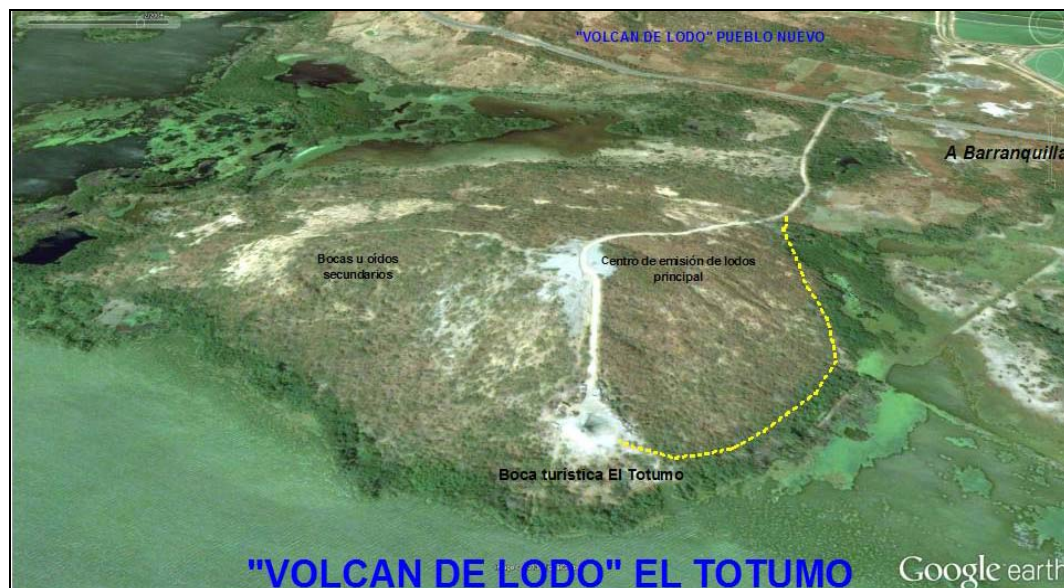 "VOLCAN DE LODO" PUEBLO NUEVO
A Barranquilla
Bocas u oídos
secundarios
Centro de emisión de lodos
principal
Boca turística El Totumo
"VOLCAN DE LODO" EL TOTUMO
Google earth